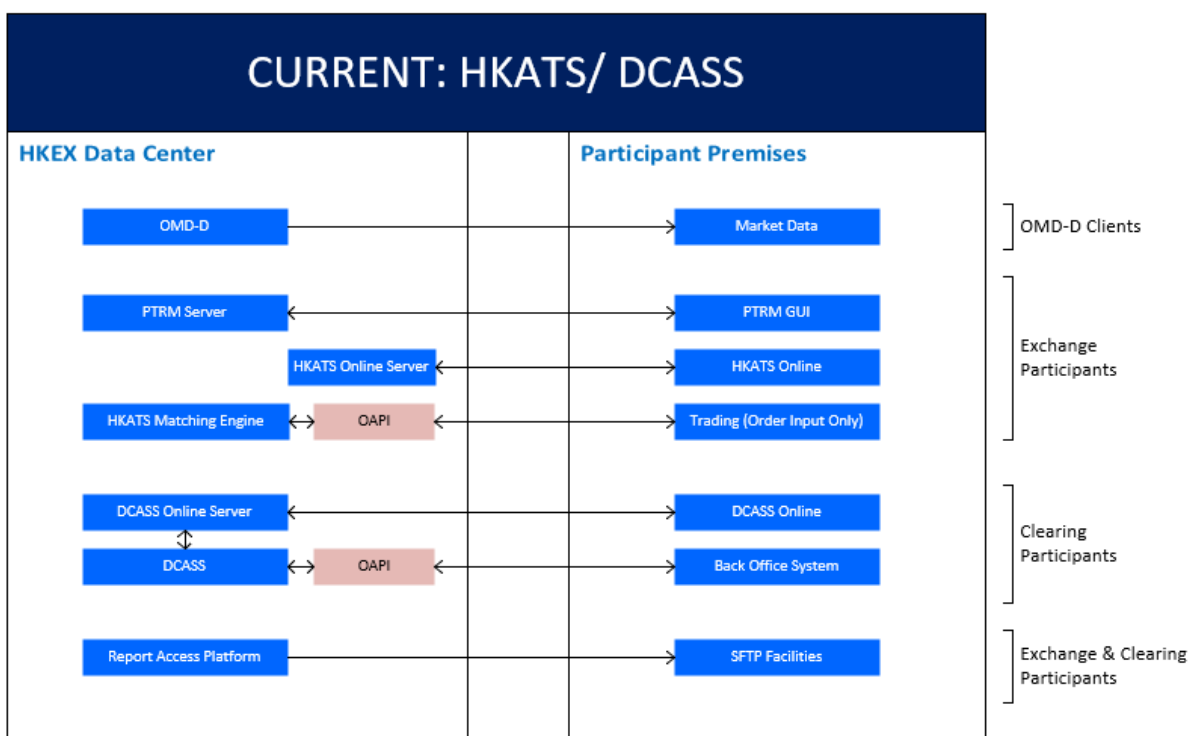 CURRENT: HKATS/ DCASS
HKEX Data Center
Participant Premises
OMD-D
Market Data
OMD-D Clients
PTRM Server
PTRM GUI
HKATS Online Server
HKATS Online
Exchange
Participants
HKATS Matching Engine
OAPI
Trading (Order Input Only)
DCASS Online Server
DCASS Online
Clearing
Participants
DCASS
OAPI
Back Office System
Report Access Platform
SFTP Facilities
Exchange & Clearing
Participants